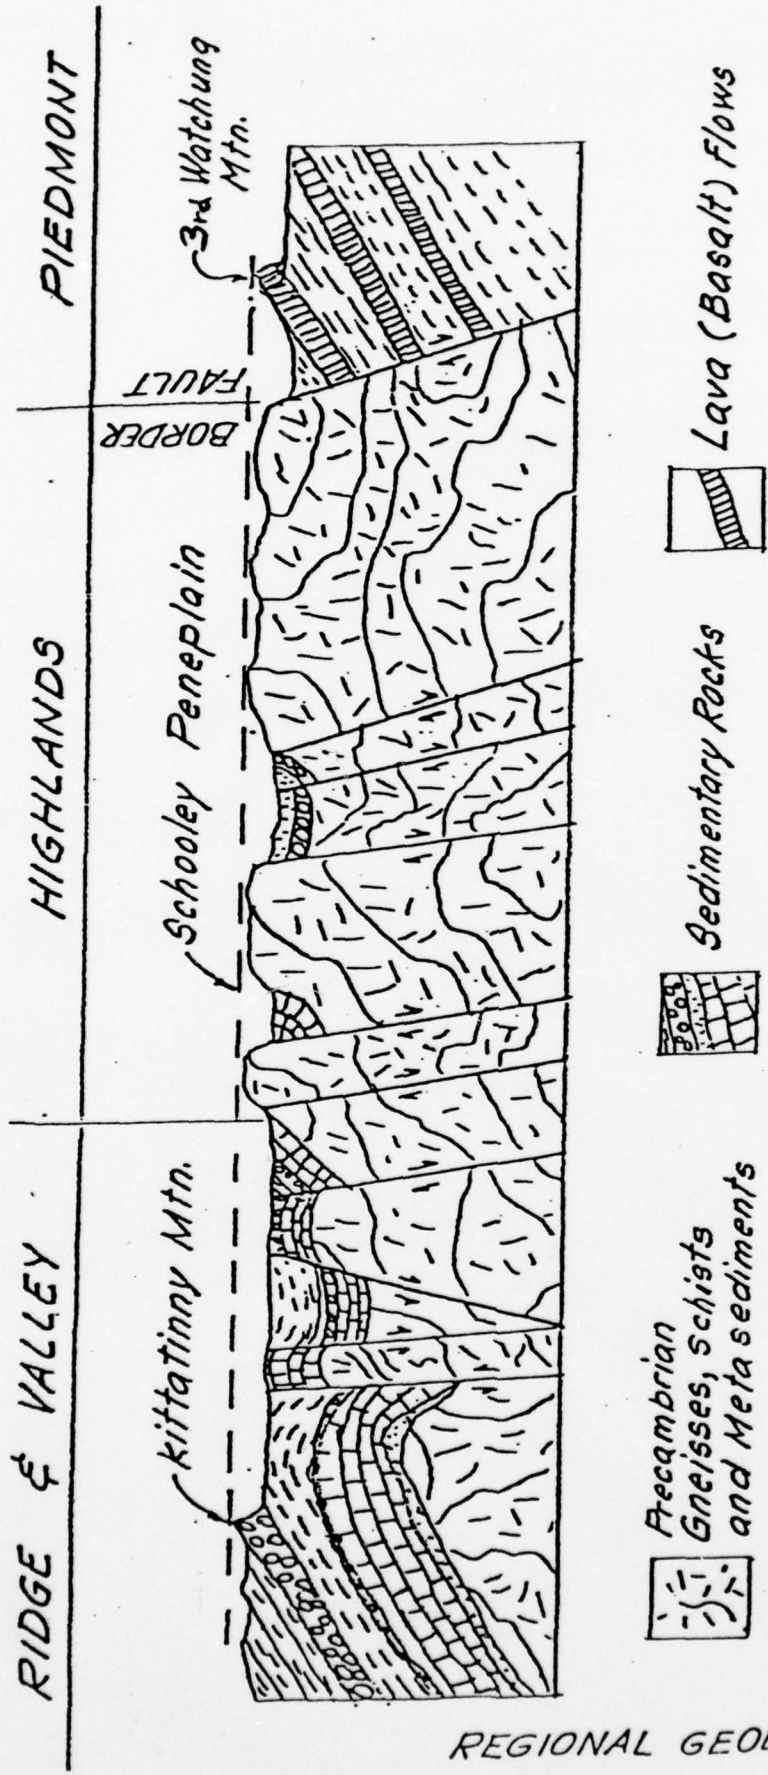 RIDGE & VALLEY
HIGHLANDS
PIEDMONT
BORDER
FAULT
Kittatinny Mtn.
Schooley Peneplain
3rd Watchung
Mtn.
Precambrian
Gneisses, Schists
and Meta sediments
Sedimentary Rocks
Lava (Basalt) Flows
REGIONAL GEOL